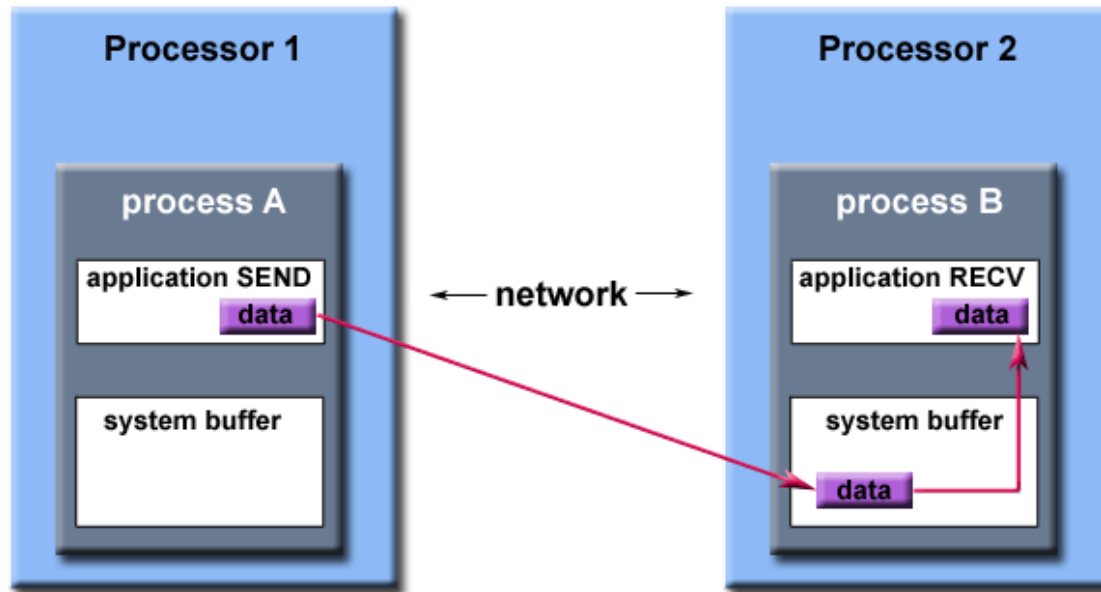 Processor 1
process A
application SEND
data
system buffer
network
Processor 2
process B
application RECV
data
system buffer
data